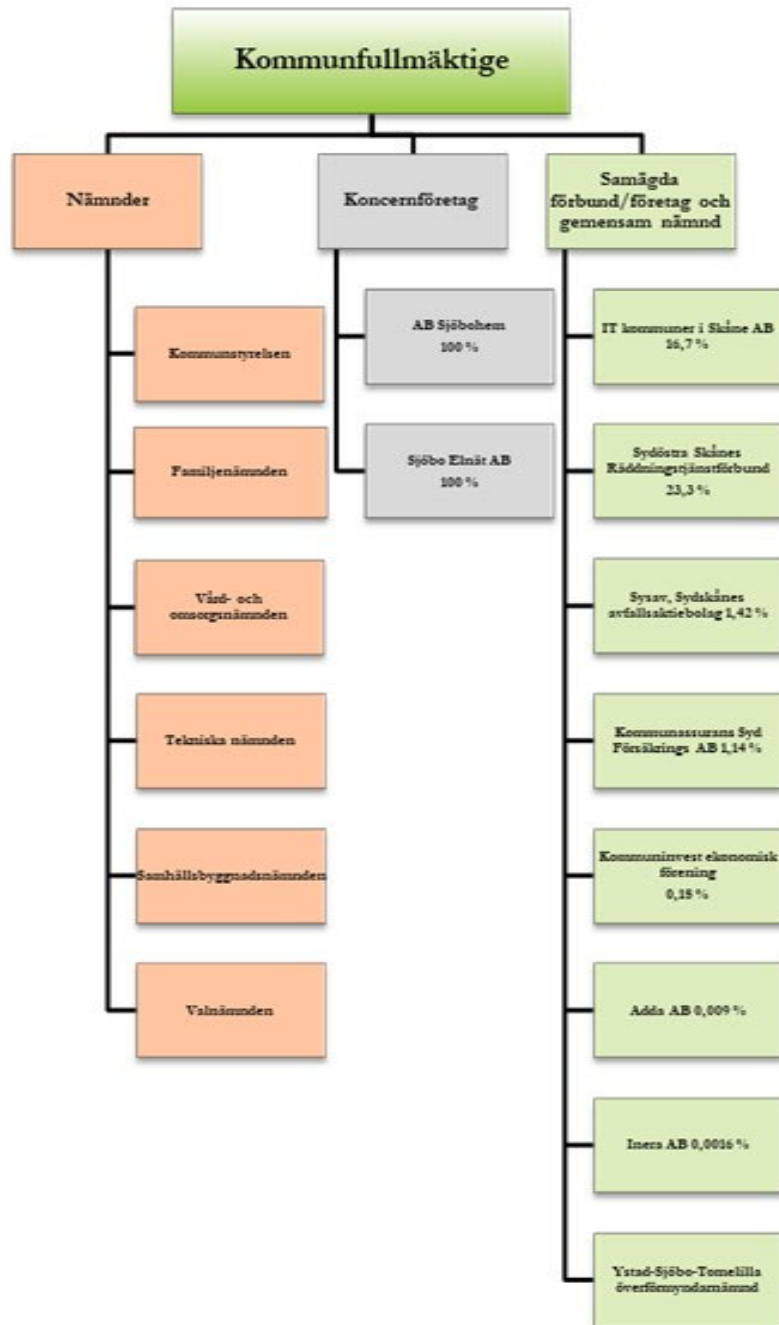 Kommunfullmäktige
Nämnder
Kommunstyrelsen
Familjenämnden
Vård- och
omsorgsnämnden
Tekniska nämnden
Samhällsbyggnadsnämnden
Valnämnden
Koncernföretag
AB Sjöbohem
100 %
Sjöbo Elnät AB
100 %
Samägda
förbund/företag och
gemensam nämnd
IT kommuner i Skåne AB
16,7 %
Sydöstra Skånes
Räddningstjänstförbund
23,3 %
Sysav, Sydskånes
avfallsaktiebolag 1,42 %
Kommunassurans Syd
Försäkrings AB 1,14 %
Kommuninvest ekonomisk
förening
0,15 %
Adda AB 0,009 %
Inera AB 0,0016 %
Ystad-Sjöbo-Tomelilla
överförmyndarnämnd